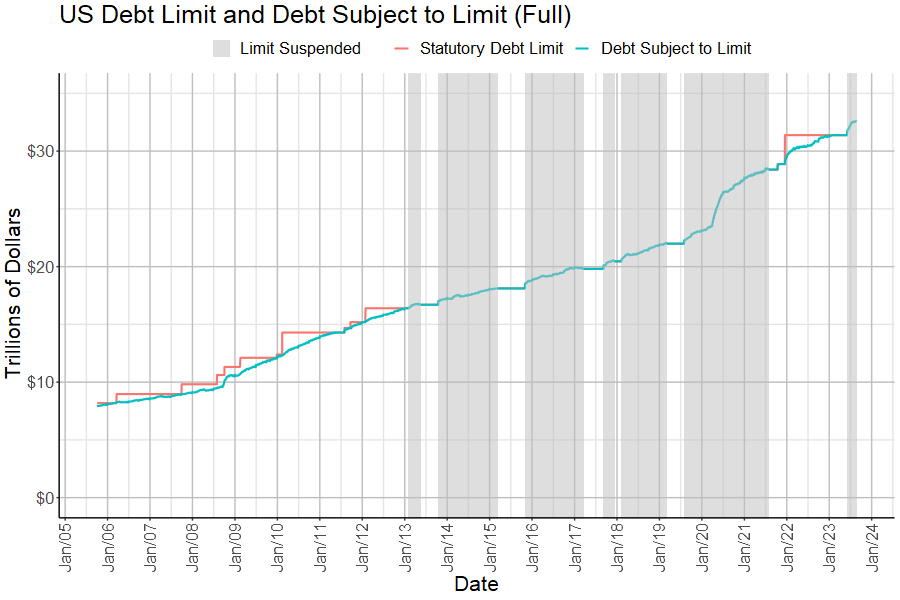 US Debt Limit and Debt Subject to Limit (Full)
Limit Suspended Statutory Debt Limit Debt Subject to Limit
Trillions of Dollars
$30
$20
$10
$0
Jan/05 Jan/06 Jan/07 Jan/08 Jan/09 Jan/10 Jan/11 Jan/12 Jan/13 Jan/14 Jan/15 Jan/16 Jan/17 Jan/18 Jan/19 Jan/20 Jan/21 Jan/22 Jan/23 Jan/24
Date